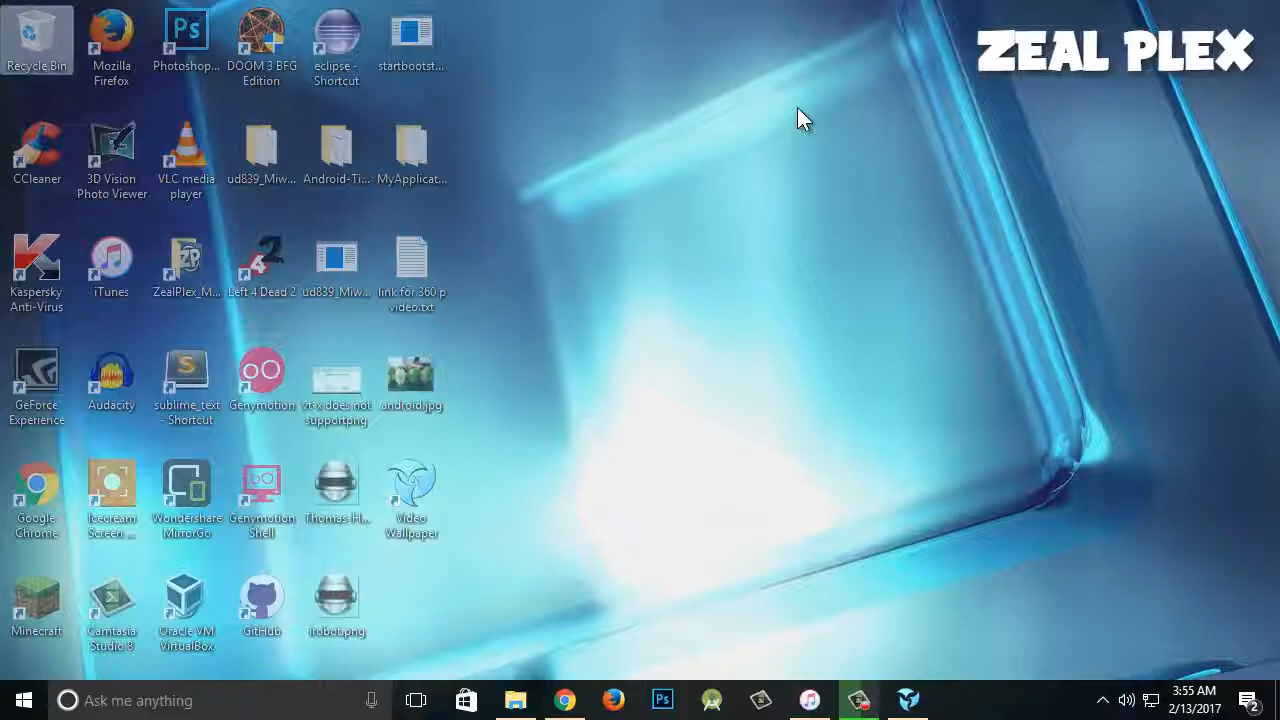 ZEAL PLEX
Recycle Bin
Mozilla
Firefox
Photoshop...
DOOM 3 BFG
Edition
eclipse -
Shortcut
startbootst...
CCleaner
3D Vision
Photo Viewer
VLC media
player
ud839_Miw...
Android-Ti...
MyApplicat...
Kaspersky
Anti-Virus
iTunes
ZealPlex_M...
Left 4 Dead 2
ud839_Miw...
link for 360 p
video.txt
GeForce
Experience
Audacity
sublime_text
- Shortcut
Genymotion
vt-x does not
support.png
android.jpg
Google
Chrome
Icecream
Screen ...
Wondershare
MirrorGo
Genymotion
Shell
Thomas-H...
Video
Wallpaper
Minecraft
Camtasia
Studio 8
Oracle VM
VirtualBox
GitHub
irobot.png
Ask me anything
3:55 AM
2/13/2017
2